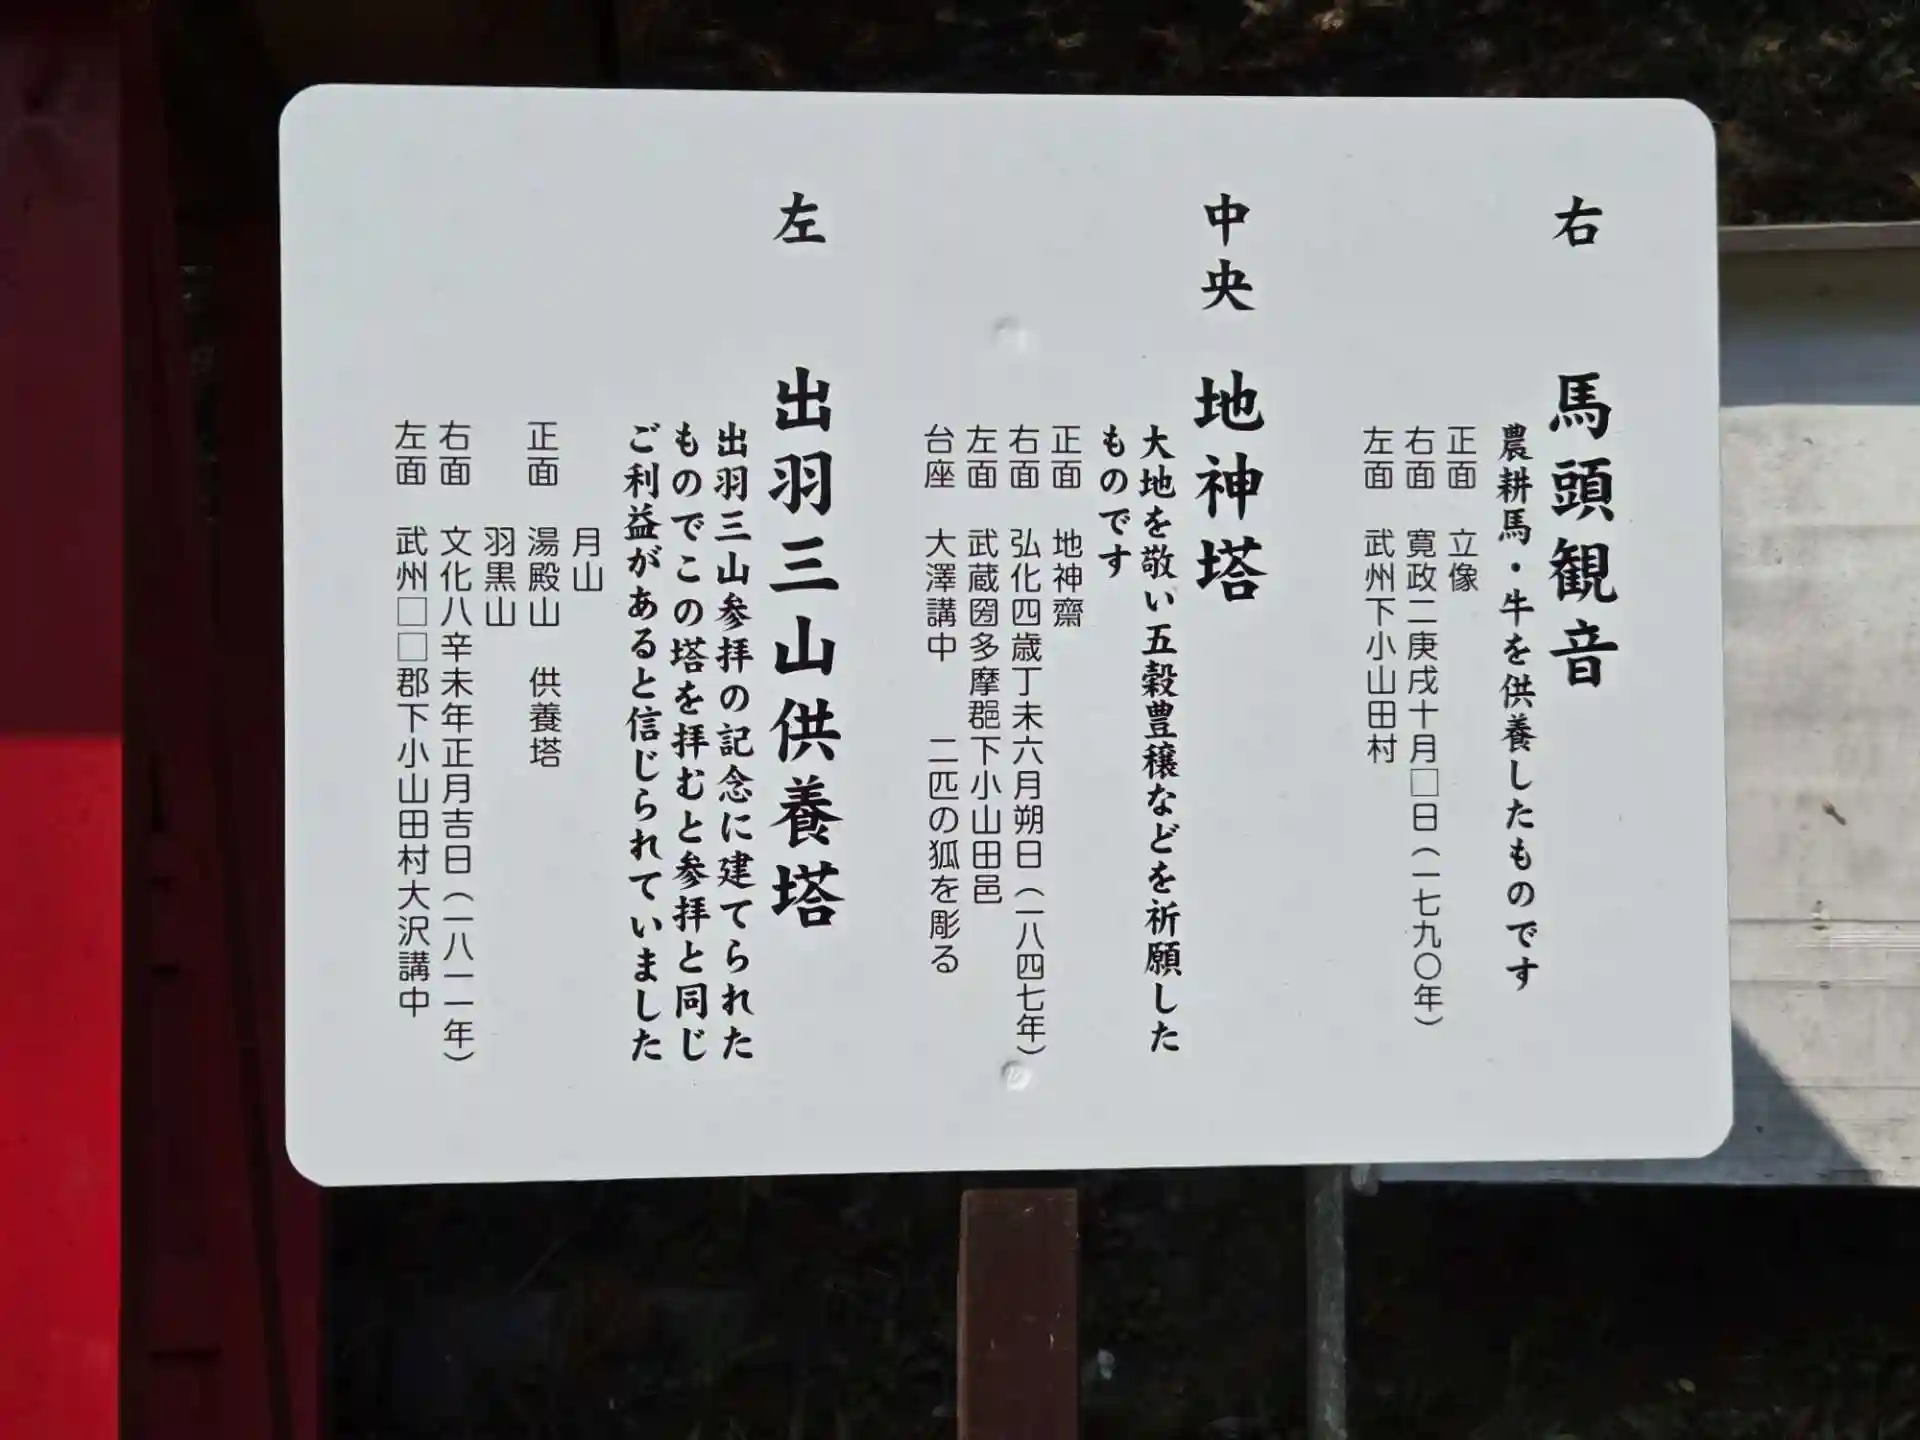 右 馬頭観音
農耕馬・牛を供養したものです
正面 立像
右面 寛政二庚戌十月□日(一七九〇年)
左面 武州下小山田村
中央 地神塔
大地を敬い五穀豊穣などを祈願した
ものです
正面 地神齋
右面 弘化四歳丁未六月朔日(一八四七年)
左面 武蔵圀多摩郡下小山田邑
台座 大澤講中 二匹の狐を彫る
左 出羽三山供養塔
出羽三山参拝の記念に建てられた
ものでこの塔を拝むと参拝と同じ
ご利益があると信じられていました
月山
正面 湯殿山 供養塔
羽黒山
右面 文化八辛未年正月吉日(一八一一年)
左面 武州□□郡下小山田村大沢講中